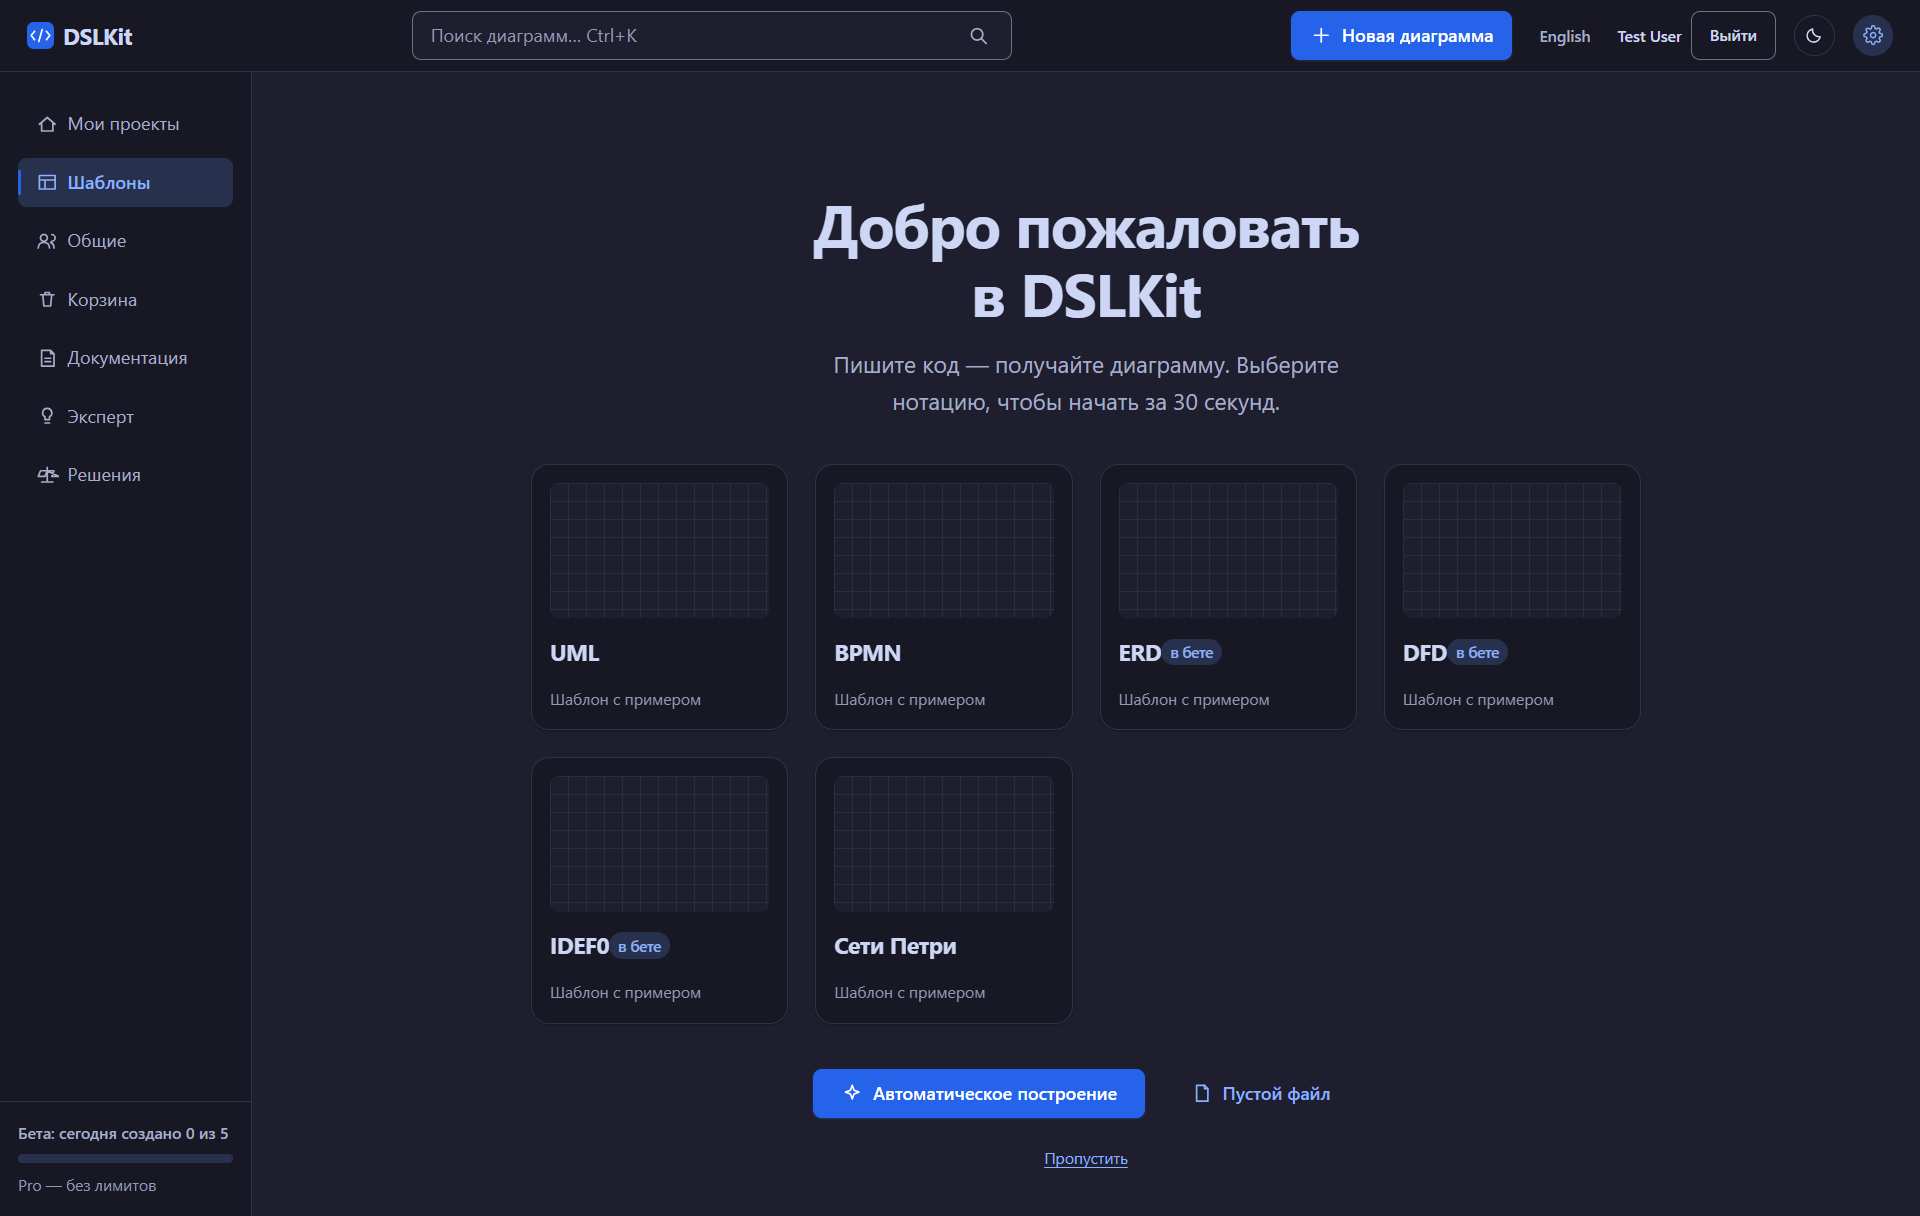 DSLKit
Поиск диаграмм... Ctrl+K
Новая диаграмма
English
Test User
Выйти
Мои проекты
Шаблоны
Общие
Корзина
Документация
Эксперт
Решения
Бета: сегодня создано 0 из 5
Pro — без лимитов
Добро пожаловать
в DSLKit
Пишите код — получайте диаграмму. Выберите
нотацию, чтобы начать за 30 секунд.
UML
Шаблон с примером
BPMN
Шаблон с примером
ERD в бете
Шаблон с примером
DFD в бете
Шаблон с примером
IDEF0 в бете
Шаблон с примером
Сети Петри
Шаблон с примером
Автоматическое построение
Пустой файл
Пропустить